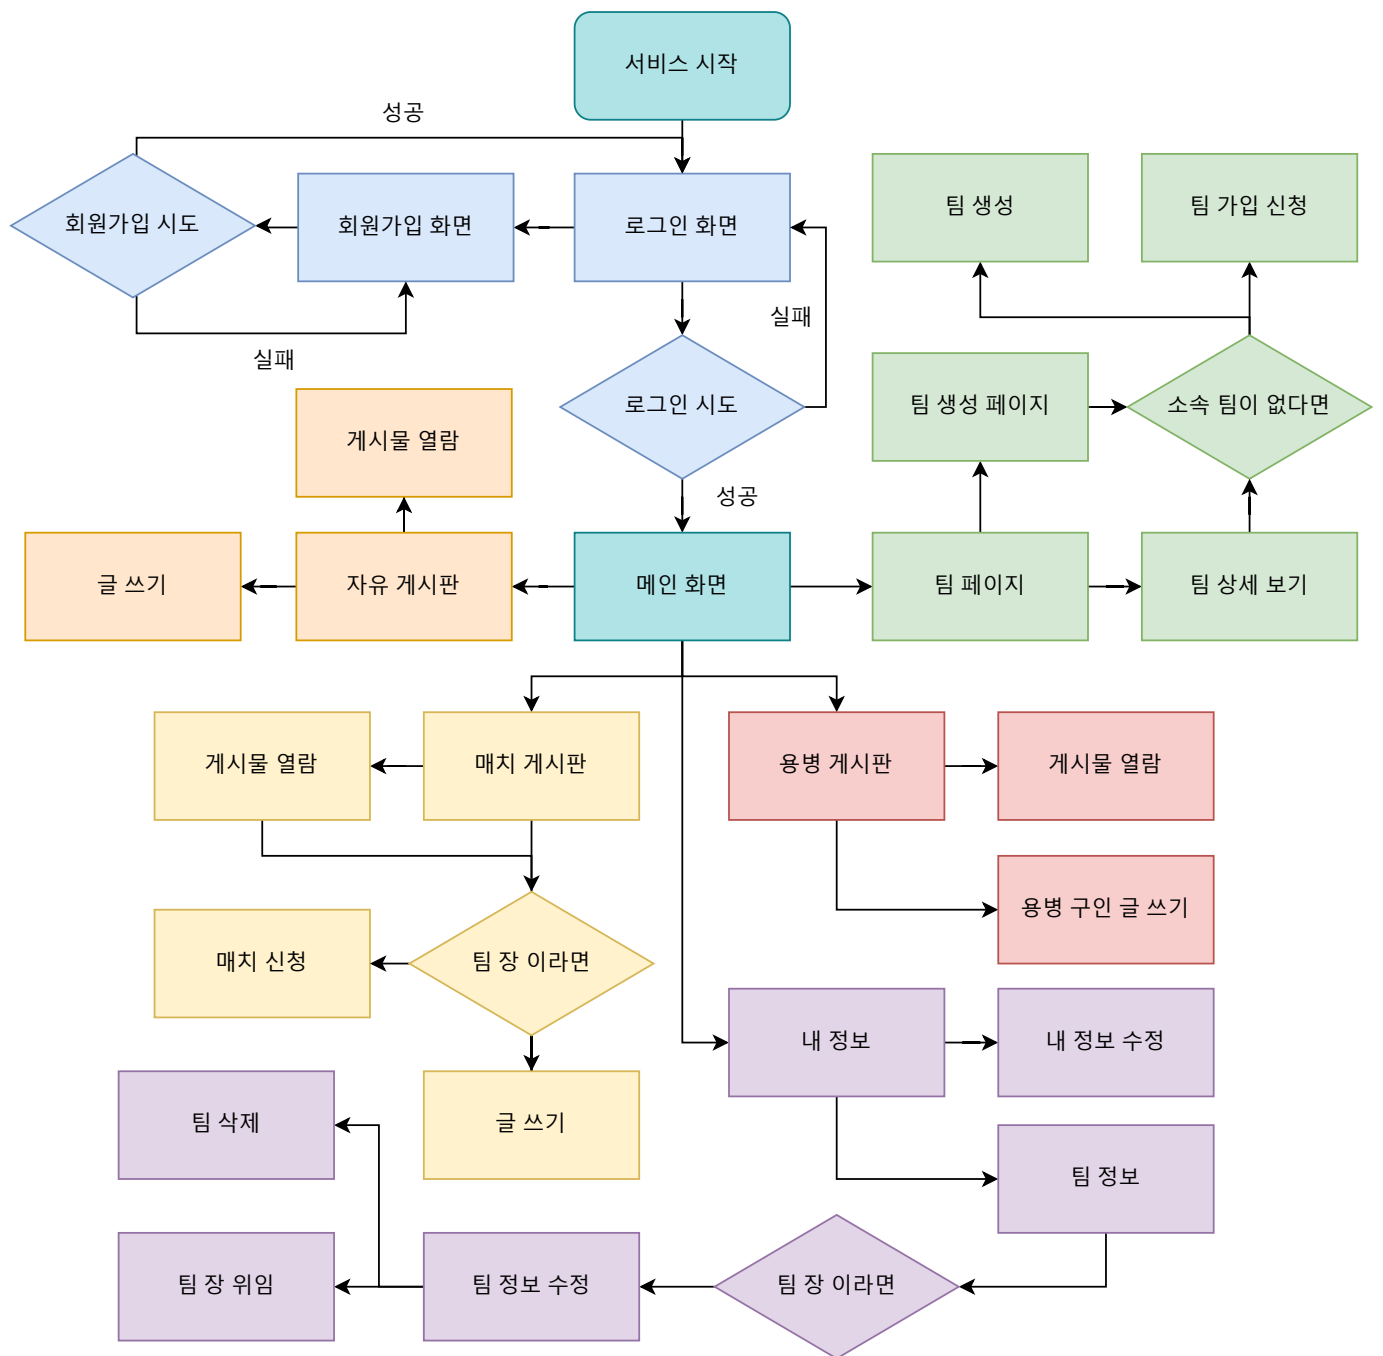 서비스 시작
성공
회원가입 시도
회원가입 화면
로그인 화면
팀 생성
팀 가입 신청
실패
실패
게시물 열람
로그인 시도
팀 생성 페이지
소속 팀이 없다면
성공
글 쓰기
자유 게시판
메인 화면
팀 페이지
팀 상세 보기
게시물 열람
매치 게시판
용병 게시판
게시물 열람
용병 구인 글 쓰기
매치 신청
팀 장 이라면
내 정보
내 정보 수정
팀 삭제
글 쓰기
팀 정보
팀 장 위임
팀 정보 수정
팀 장 이라면